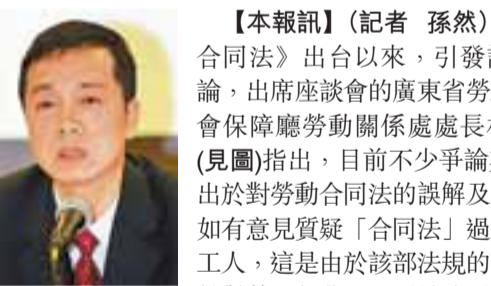 【本報訊】（記者 孫然）
合同法》出台以來，引發
論，出席座談會的廣東省勞
會保障廳勞動關係處處長
(見圖)指出，目前不少爭論
出於對勞動合同法的誤解及
如有意見質疑「合同法」過
工人，這是由於該部法規的